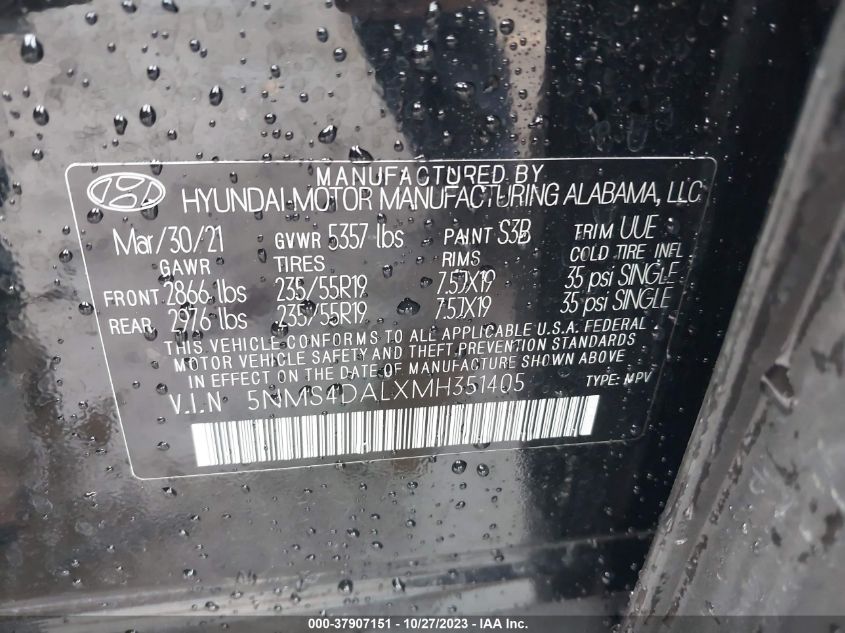 MANUFACTURED BY
HYUNDAI MOTOR MANUFACTURING ALABAMA, LLC
Mar/30/21 GVWR 5357 lbs PAINT S3B TRIM UUE
GAWR TIRES RIMS COLD TIRE INFL
FRONT 2866 lbs 235/55R19 7.5JX19 35 psi SINGLE
REAR 2976 lbs 235/55R19 7.5JX19 35 psi SINGLE
THIS VEHICLE CONFORMS TO ALL APPLICABLE U.S.A. FEDERAL
MOTOR VEHICLE SAFETY AND THEFT PREVENTION STANDARDS
IN EFFECT ON THE DATE OF MANUFACTURE SHOWN ABOVE
V.I.N 5NMS4DALXMH351405 TYPE: MPV
000-37907151 - 10/27/2023 - IAA Inc.